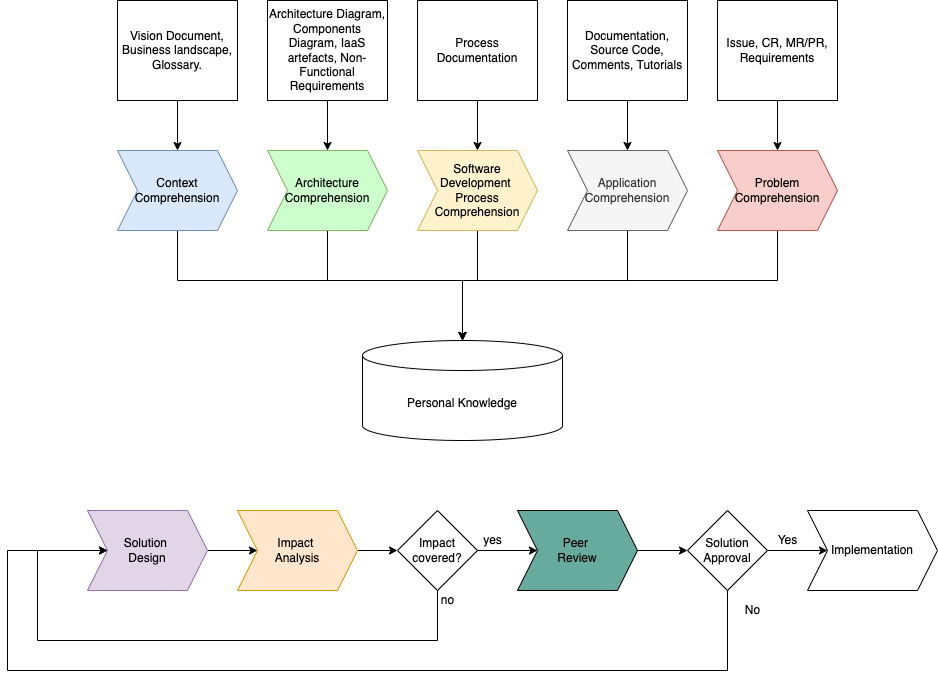 Vision Document,
Business landscape,
Glossary.
Architecture Diagram,
Components
Diagram, IaaS
artefacts, Non-
Functional
Requirements
Process
Documentation
Documentation,
Source Code,
Comments, Tutorials
Issue, CR, MR/PR,
Requirements
Context
Comprehension
Architecture
Comprehension
Software
Development
Process
Comprehension
Application
Comprehension
Problem
Comprehension
Personal Knowledge
Solution
Design
Impact
Analysis
Impact
covered?
yes
no
Peer
Review
Solution
Approval
Yes
No
Implementation